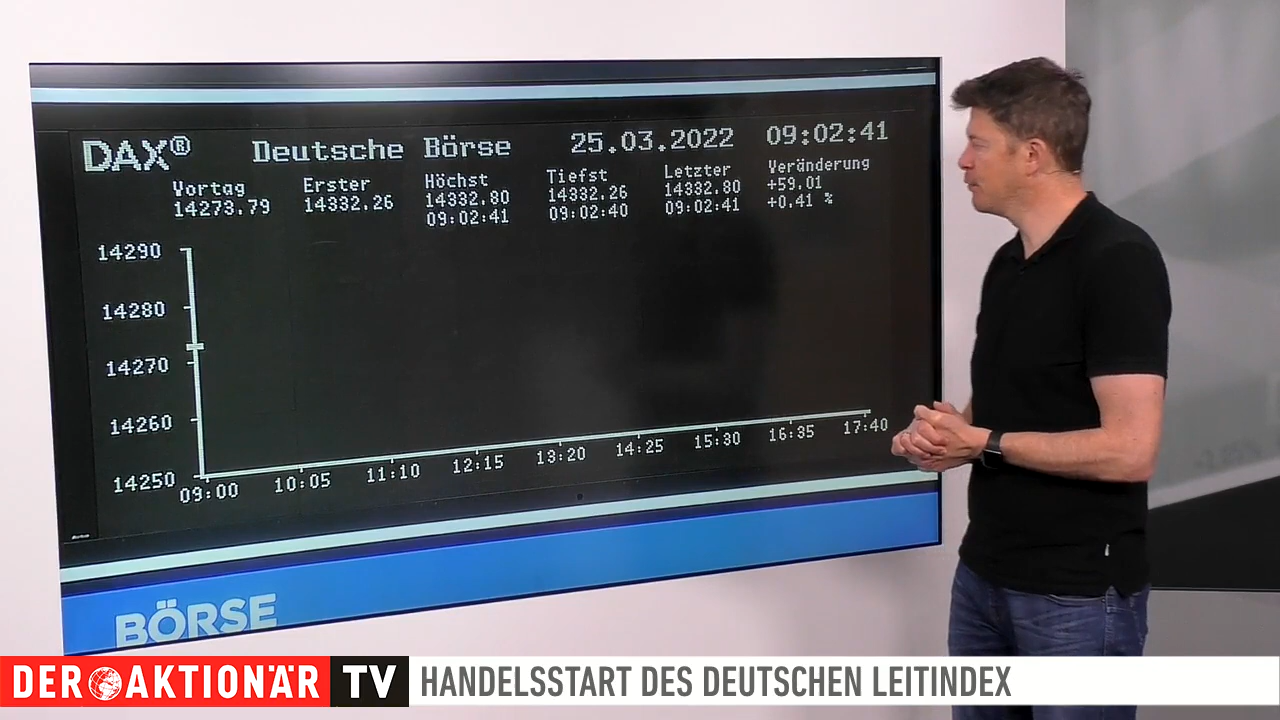 DAX® Deutsche Börse 25.03.2022 09:02:41
Vortag Erster Höchst Tiefst Letzter Veränderung
14273.79 14332.26 14332.80 14332.26 14332.80 +59.01
09:02:41 09:02:40 09:02:41 +0.41 %
14290
14280
14270
14260
14250
09:00 10:05 11:10 12:15 13:20 14:25 15:30 16:35 17:40
BÖRSE
DER AKTIONÄR TV HANDELSSTART DES DEUTSCHEN LEITINDEX